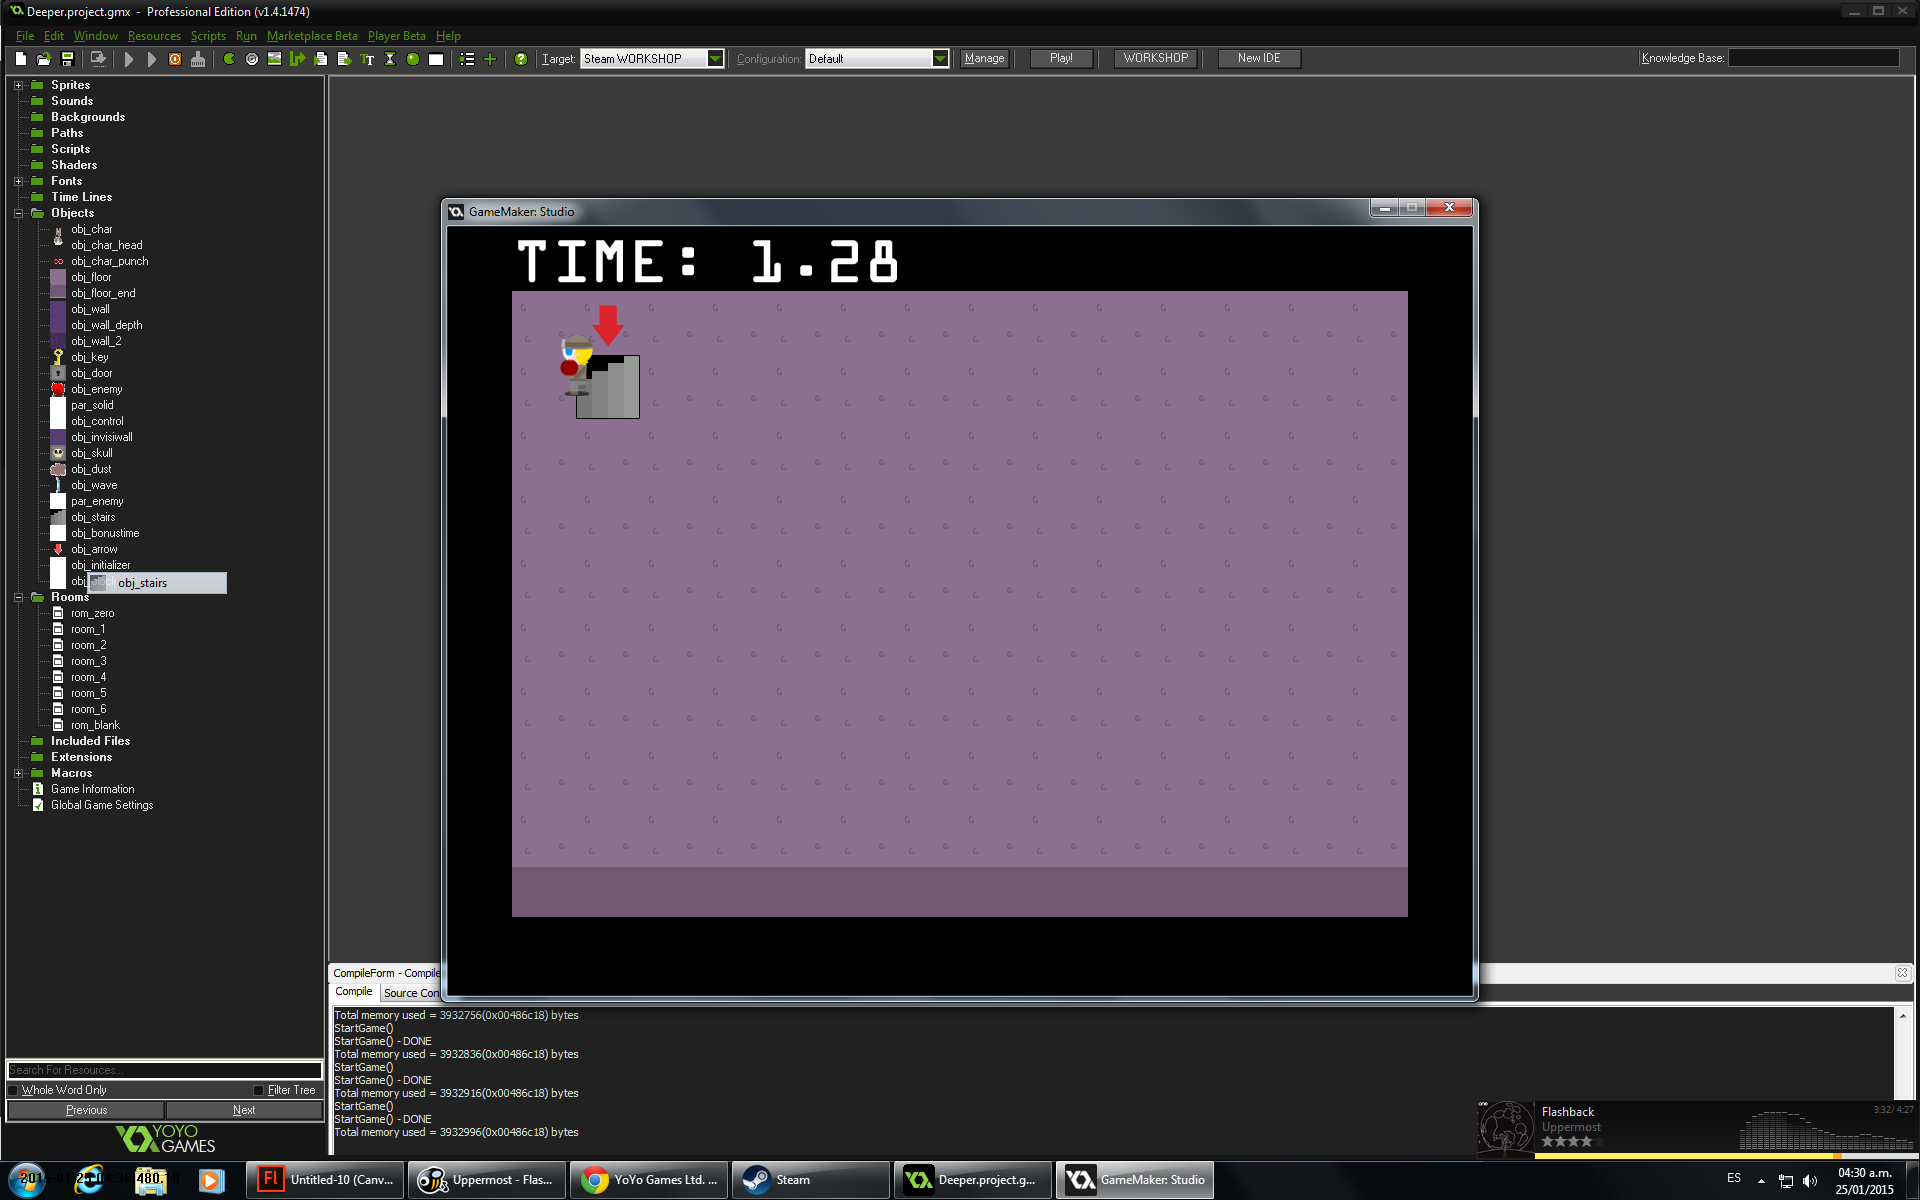 Deeper.project.gmx - Professional Edition (v1.4.1474)
File Edit Window Resources Scripts Run Marketplace Beta Player Beta Help
Target: Steam WORKSHOP Configuration: Default Manage Play! WORKSHOP New IDE Knowledge Base:
Sprites
Sounds
Backgrounds
Paths
Scripts
Shaders
Fonts
Time Lines
Objects
obj_char
obj_char_head
obj_char_punch
obj_floor
obj_floor_end
obj_wall
obj_wall_depth
obj_wall_2
obj_key
obj_door
obj_enemy
par_solid
obj_control
obj_invisiwall
obj_skull
obj_dust
obj_wave
par_enemy
obj_stairs
obj_bonustime
obj_arrow
obj_initializer
obj_stairs
Rooms
rom_zero
room_1
room_2
room_3
room_4
room_5
room_6
rom_blank
Included Files
Extensions
Macros
Game Information
Global Game Settings
Search For Resources...
Whole Word Only Filter Tree
Previous Next
YOYO
GAMES
GameMaker: Studio
TIME: 1.28
CompileForm - Compile
Compile Source Con
Total memory used = 3932756(0x00486c18) bytes
StartGame()
StartGame() - DONE
Total memory used = 3932836(0x00486c18) bytes
StartGame()
StartGame() - DONE
Total memory used = 3932916(0x00486c18) bytes
StartGame()
StartGame() - DONE
Total memory used = 3932996(0x00486c18) bytes
Flashback 3:32/ 4:27
Uppermost
Fl Untitled-10 (Canv...
Uppermost - Flas...
YoYo Games Ltd. ...
Steam
Deeper.project.g...
GameMaker: Studio
ES
04:30 a.m.
25/01/2015